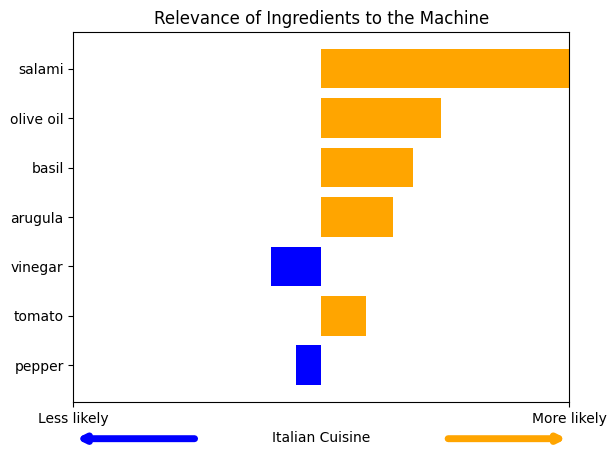 Relevance of Ingredients to the Machine
salami
olive oil
basil
arugula
vinegar
tomato
pepper
Less likely
More likely
Italian Cuisine